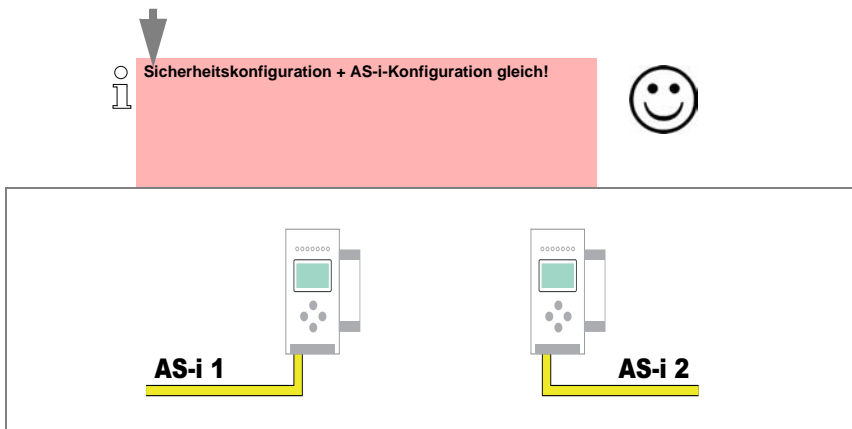 Sicherheitskonfiguration + AS-i-Konfiguration gleich!
AS-i 1
AS-i 2